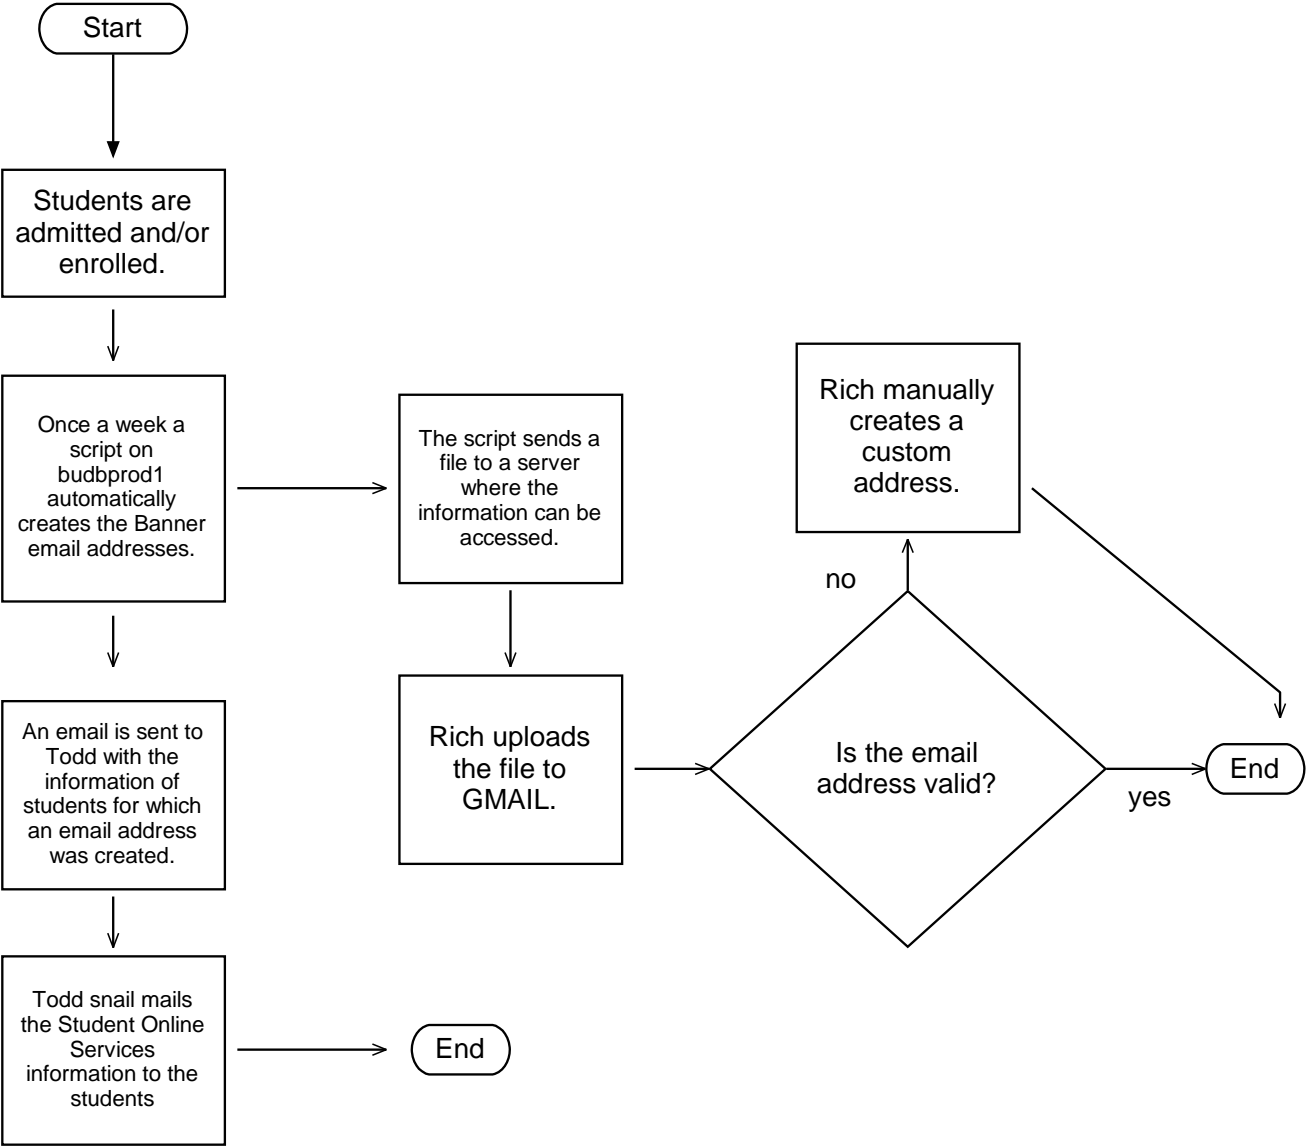 Start
Students are
admitted and/or
enrolled.
Once a week a
script on
budbprod1
automatically
creates the Banner
email addresses.
The script sends a
file to a server
where the
information can be
accessed.
Rich manually
creates a
custom
address.
no
An email is sent to
Todd with the
information of
students for which
an email address
was created.
Rich uploads
the file to
GMAIL.
Is the email
address valid?
yes
End
Todd snail mails
the Student Online
Services
information to the
students
End